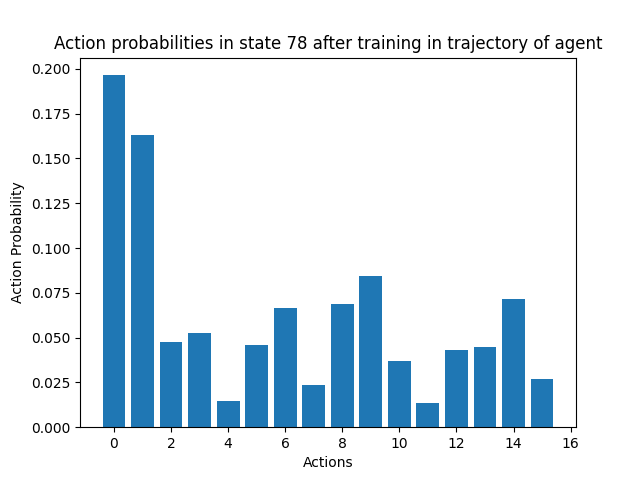 Action probabilities in state 78 after training in trajectory of agent
0.200
0.175
0.150
0.125
0.100
0.075
0.050
0.025
0.000
Action Probability
0 2 4 6 8 10 12 14 16
Actions